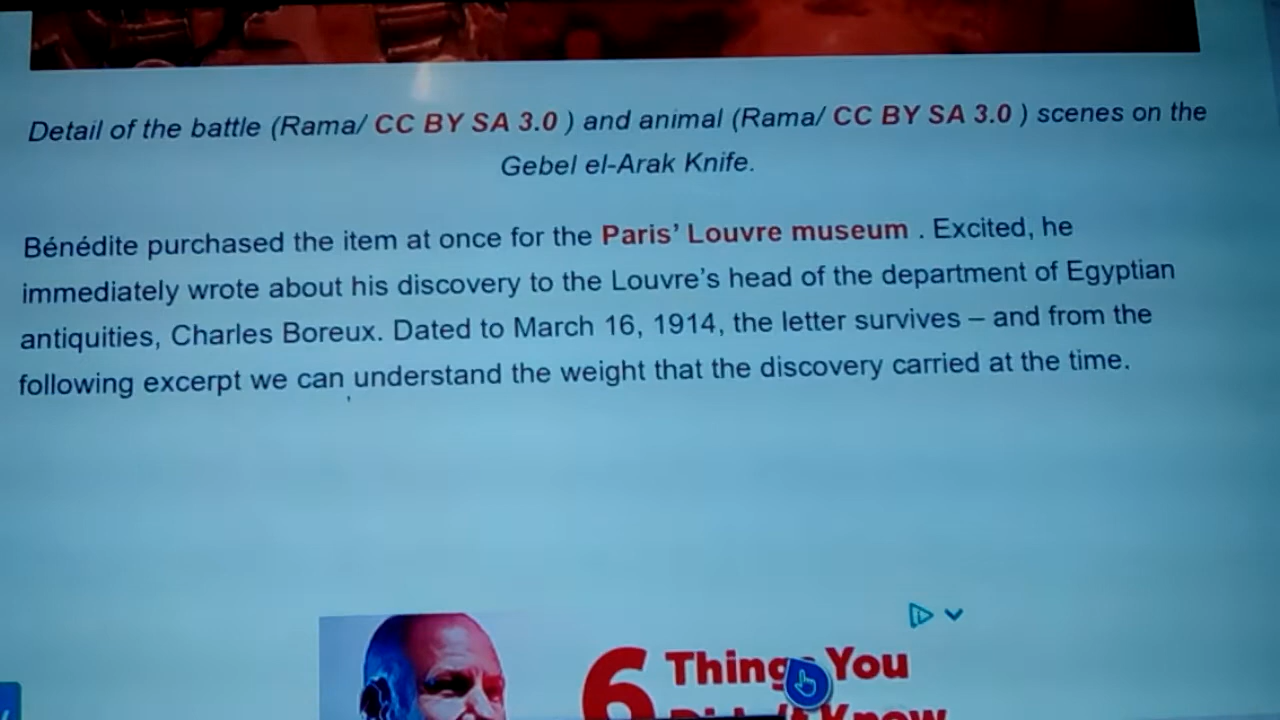 Detail of the battle (Rama/ CC BY SA 3.0 ) and animal (Rama/ CC BY SA 3.0 ) scenes on the
Gebel el-Arak Knife.
Bénédite purchased the item at once for the Paris’ Louvre museum . Excited, he
immediately wrote about his discovery to the Louvre’s head of the department of Egyptian
antiquities, Charles Boreux. Dated to March 16, 1914, the letter survives – and from the
following excerpt we can understand the weight that the discovery carried at the time.
6 Things You
Know